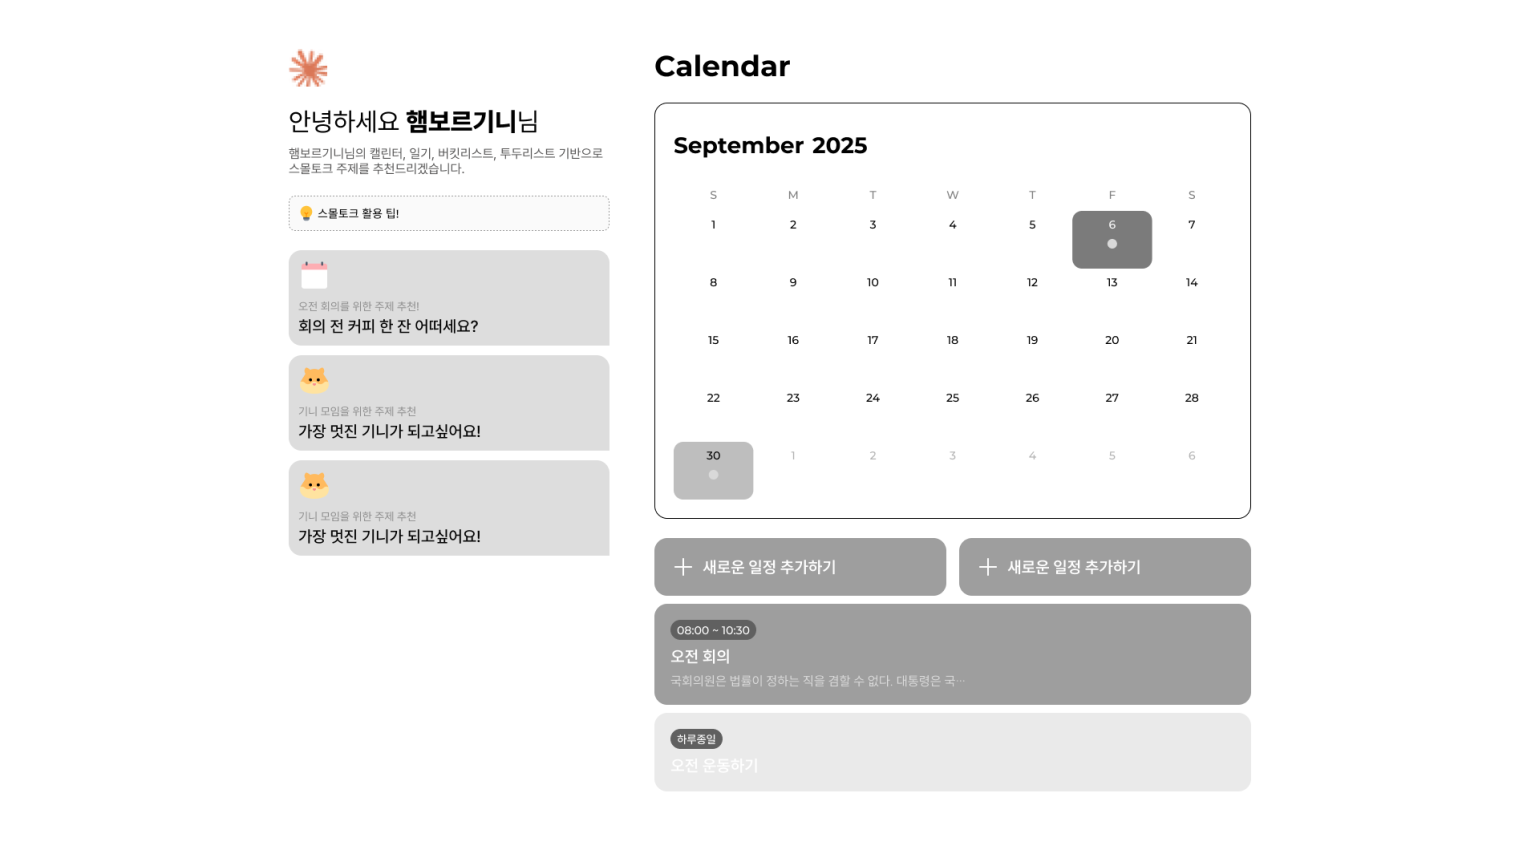 안녕하세요 햄보르기니님
햄보르기니님의 캘린터, 일기, 버킷리스트, 투두리스트 기반으로
스몰토크 주제를 추천드리겠습니다.
스몰토크 활용 팁!
오전 회의를 위한 주제 추천!
회의 전 커피 한 잔 어떠세요?
기니 모임을 위한 주제 추천
가장 멋진 기니가 되고싶어요!
기니 모임을 위한 주제 추천
가장 멋진 기니가 되고싶어요!
Calendar
September 2025
S M T W T F S
1 2 3 4 5 6 7
8 9 10 11 12 13 14
15 16 17 18 19 20 21
22 23 24 25 26 27 28
30 1 2 3 4 5 6
새로운 일정 추가하기
새로운 일정 추가하기
08:00 ~ 10:30
오전 회의
국회의원은 법률이 정하는 직을 겸할 수 없다. 대통령은 국…
하루종일
오전 운동하기